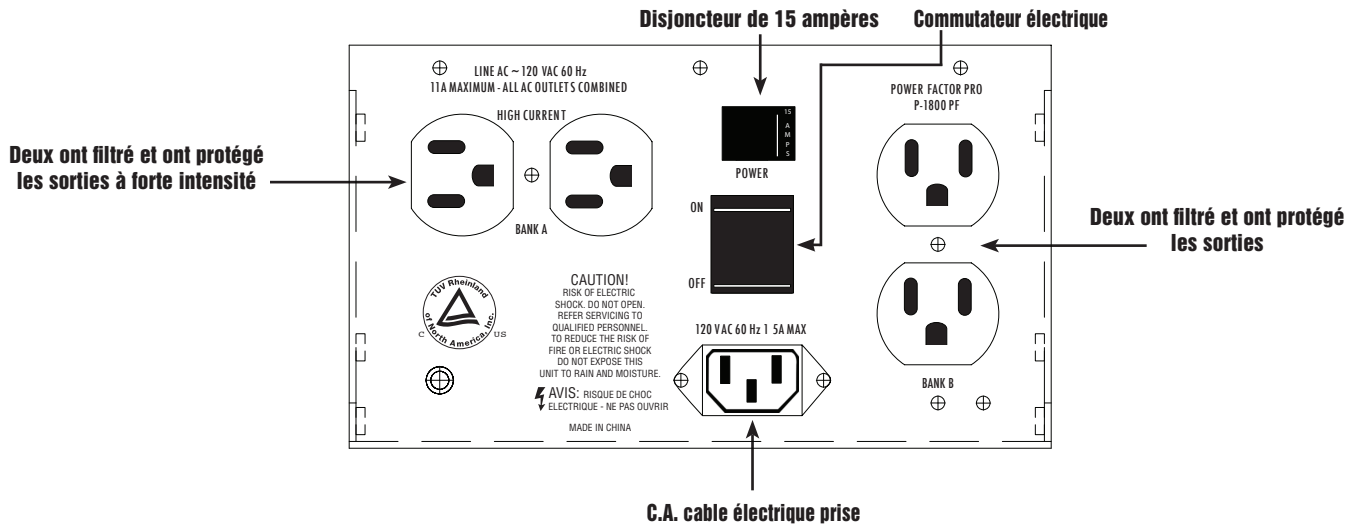 Disjoncteur de 15 ampères
Commutateur électrique
LINE AC ~ 120 VAC 60 Hz
11A MAXIMUM - ALL AC OUTLETS COMBINED
HIGH CURRENT
BANK A
Deux ont filtré et ont protégé
les sorties à forte intensité
15
A
M
P
S
POWER
ON
OFF
POWER FACTOR PRO
P-1800 PF
Deux ont filtré et ont protégé
les sorties
BANK B
TUV Rheinland
of North America, Inc.
C US
CAUTION!
RISK OF ELECTRIC
SHOCK. DO NOT OPEN.
REFER SERVICING TO
QUALIFIED PERSONNEL.
TO REDUCE THE RISK OF
FIRE OR ELECTRIC SHOCK
DO NOT EXPOSE THIS
UNIT TO RAIN AND MOISTURE.
AVIS: RISQUE DE CHOC
ELECTRIQUE - NE PAS OUVRIR
MADE IN CHINA
120 VAC 60 Hz 1 5A MAX
C.A. cable électrique prise